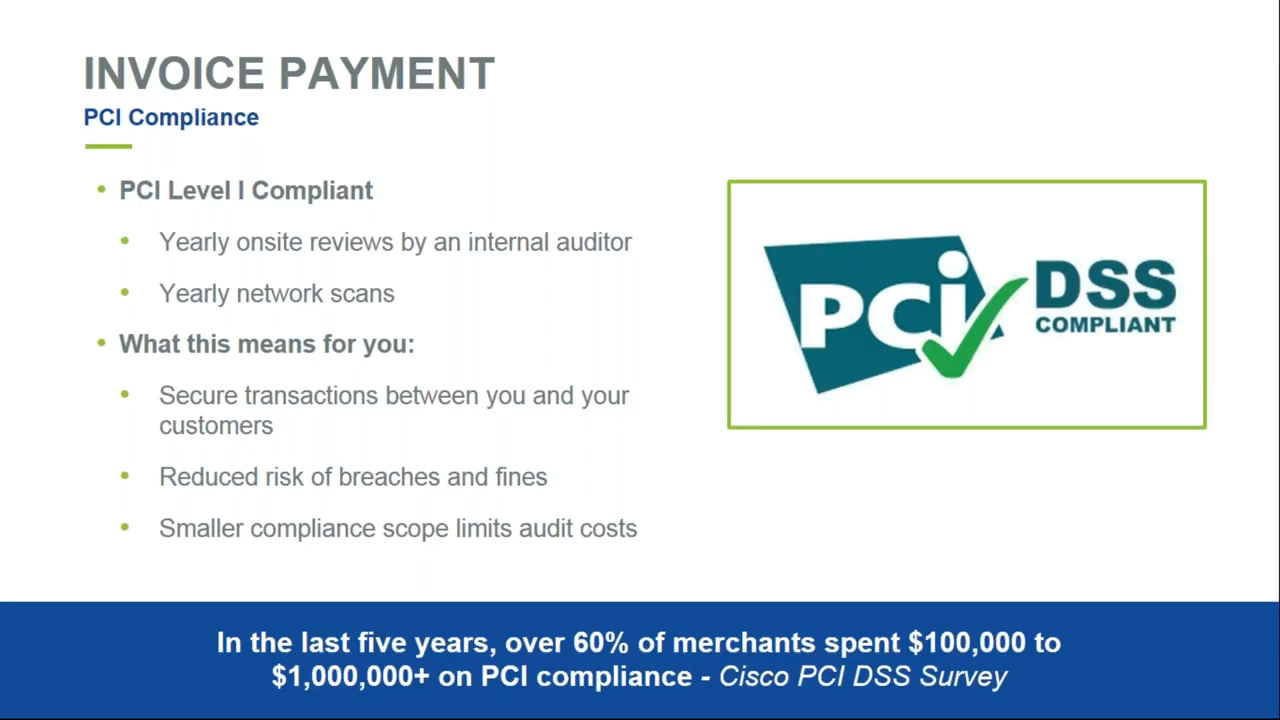 INVOICE PAYMENT
PCI Compliance
• PCI Level I Compliant
• Yearly onsite reviews by an internal auditor
• Yearly network scans
• What this means for you:
• Secure transactions between you and your
customers
• Reduced risk of breaches and fines
• Smaller compliance scope limits audit costs
PCi DSS
COMPLIANT
In the last five years, over 60% of merchants spent $100,000 to
$1,000,000+ on PCI compliance - Cisco PCI DSS Survey